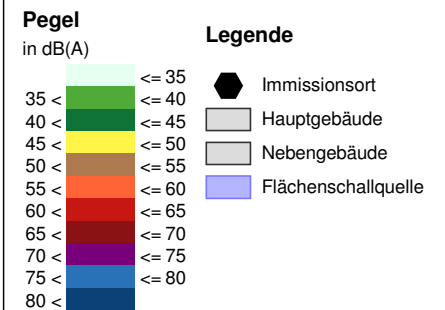 Pegel
in dB(A)
<= 35
35 < <= 40
40 < <= 45
45 < <= 50
50 < <= 55
55 < <= 60
60 < <= 65
65 < <= 70
70 < <= 75
75 < <= 80
80 <
Legende
Immissionsort
Hauptgebäude
Nebengebäude
Flächenschallquelle